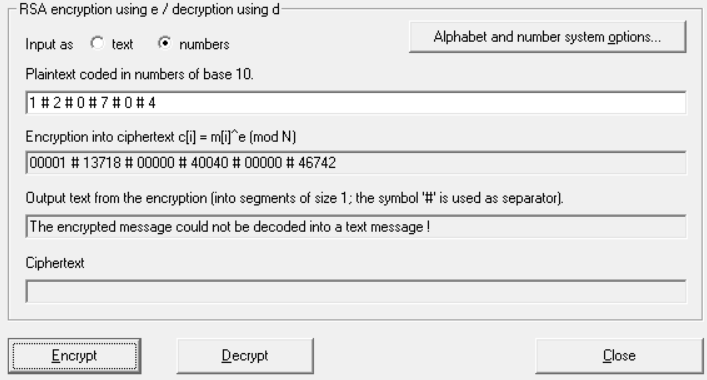 RSA encryption using e / decryption using d
Input as text numbers
Alphabet and number system options...
Plaintext coded in numbers of base 10.
1 # 2 # 0 # 7 # 0 # 4
Encryption into ciphertext c[i] = m[i]^e (mod N)
00001 # 13718 # 00000 # 40040 # 00000 # 46742
Output text from the encryption (into segments of size 1; the symbol '#' is used as separator).
The encrypted message could not be decoded into a text message !
Ciphertext
Encrypt Decrypt Close